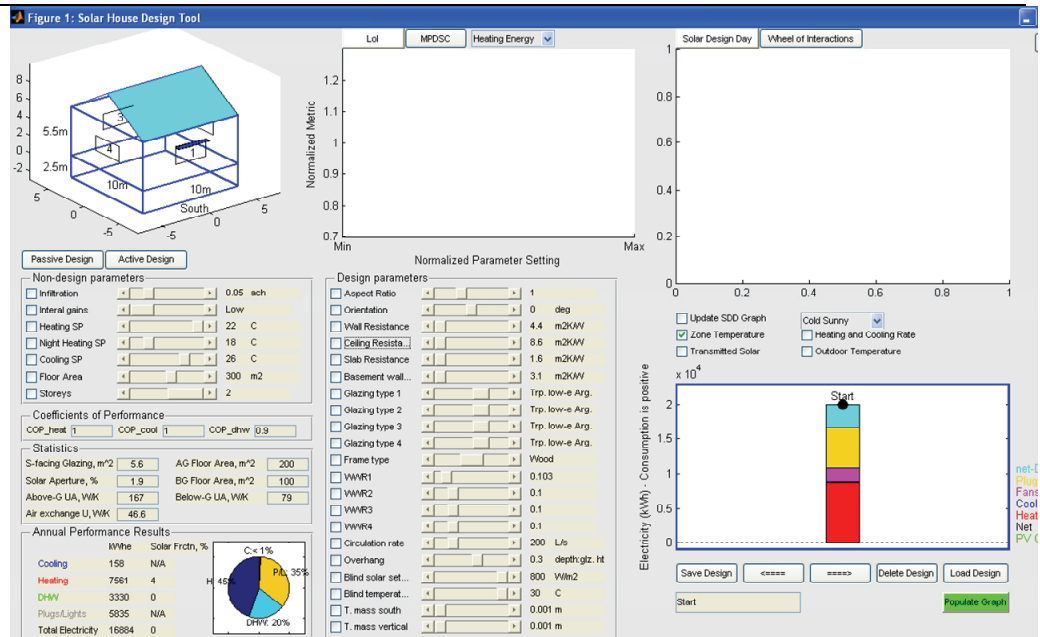 Figure 1: Solar House Design Tool
8
6
4
2
0
-2
5
0
-5
-5
0
5
5.5m
2.5m
10m
10m
South
3
4
1
Passive Design Active Design
Non-design parameters
Infiltration 0.05 ach
Interal gains Low
Heating SP 22 C
Night Heating SP 18 C
Cooling SP 26 C
Floor Area 300 m2
Storeys 2
Coefficients of Performance
COP_heat 1 COP_cool 1 COP_dhw 0.9
Statistics
S-facing Glazing, m^2 5.6 AG Floor Area, m^2 200
Solar Aperture, % 1.9 BG Floor Area, m^2 100
Above-G UA, W/K 167 Below-G UA, W/K 79
Air exchange U, W/K 46.6
Annual Performance Results
kWhe Solar Frctn, %
Cooling 158 N/A
Heating 7561 4
DHW 3330 0
Plugs/Lights 5835 N/A
Total Electricity 16884 0
C:< 1%
P/L: 35%
H: 45%
DHW: 20%
LoI MPDSC Heating Energy
Normalized Metric
1.2
1.1
1
0.9
0.8
0.7
Min Max
Normalized Parameter Setting
Design parameters
Aspect Ratio 1
Orientation 0 deg
Wall Resistance 4.4 m2K/W
Ceiling Resista... 8.6 m2K/W
Slab Resistance 1.6 m2K/W
Basement wall... 3.1 m2K/W
Glazing type 1 Trp. low-e Arg.
Glazing type 2 Trp. low-e Arg.
Glazing type 3 Trp. low-e Arg.
Glazing type 4 Trp. low-e Arg.
Frame type Wood
WWR1 0.103
WWR2 0.1
WWR3 0.1
WWR4 0.1
Circulation rate 200 L/s
Overhang 0.3 depth:glz. ht
Blind solar set... 800 W/m2
Blind temperat... 30 C
T. mass south 0.001 m
T. mass vertical 0.001 m
Solar Design Day Wheel of Interactions
1
0.8
0.6
0.4
0.2
0
0 0.2 0.4 0.6 0.8 1
Update SDD Graph Cold Sunny
Zone Temperature Heating and Cooling Rate
Transmitted Solar Outdoor Temperature
x 10^4
Electricity (kWh) - Consumption is positive
2
1.5
1
0.5
0
Start
net-D
Plug
Fans
Cool
Heat
Net
PV G
Save Design <==== ====> Delete Design Load Design
Start Populate Graph